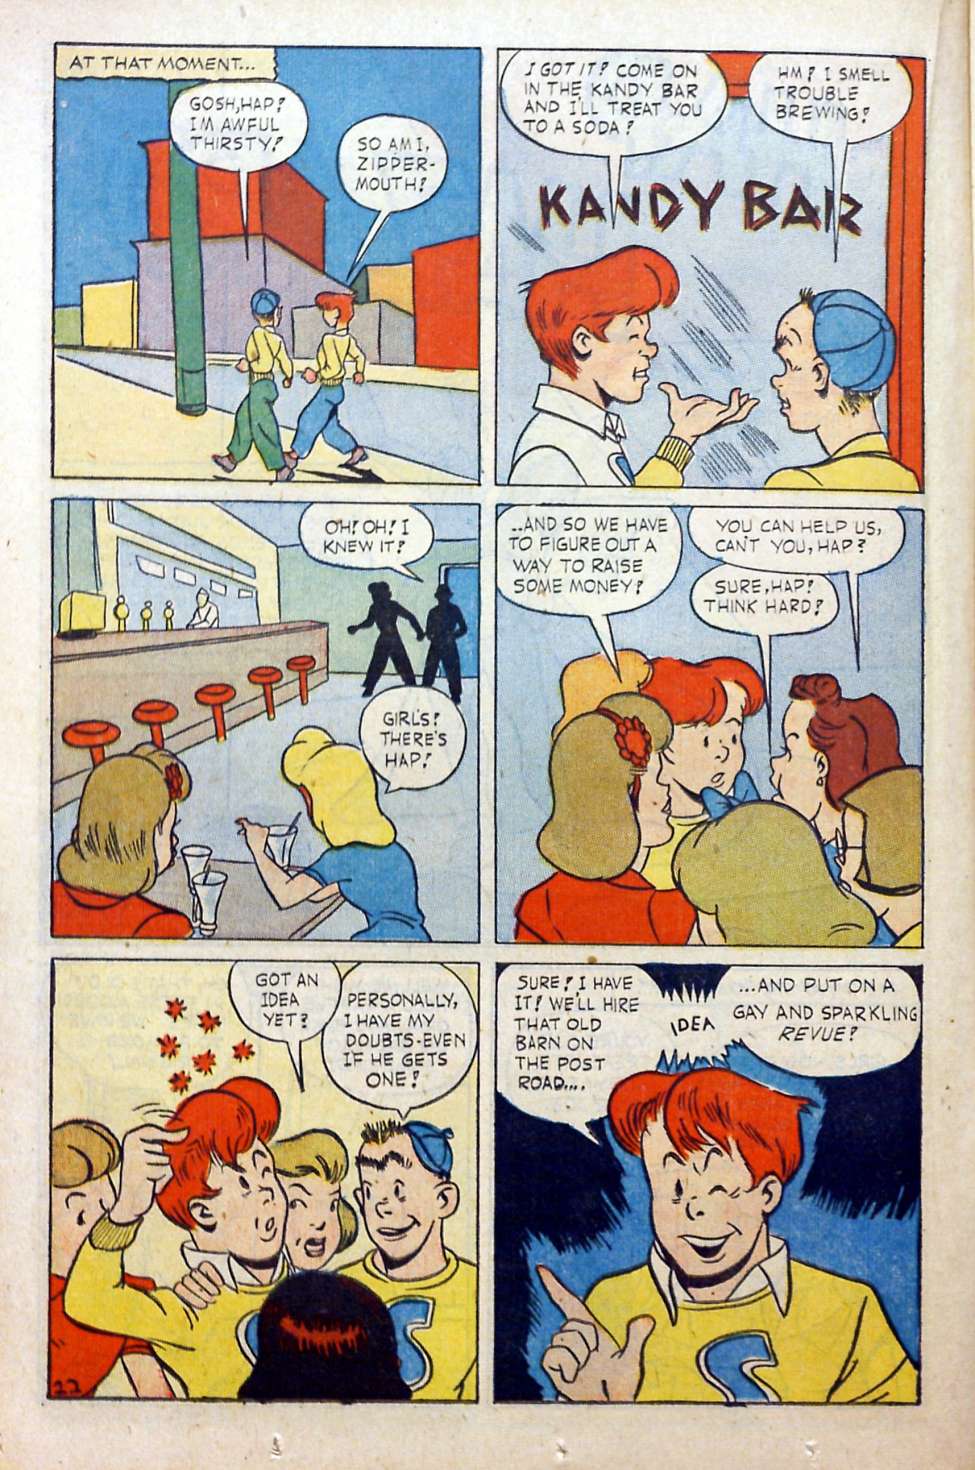 AT THAT MOMENT...
GOSH, HAP!
I'M AWFUL
THIRSTY!
SO AM I,
ZIPPER-
MOUTH!
I GOT IT! COME ON
IN THE KANDY BAR
AND I'LL TREAT YOU
TO A SODA!
HM! I SMELL
TROUBLE
BREWING!
KANDY BAR
OH! OH! I
KNEW IT!
GIRL'S!
THERE'S
HAP!
..AND SO WE HAVE
TO FIGURE OUT A
WAY TO RAISE
SOME MONEY!
YOU CAN HELP US,
CAN'T YOU, HAP?
SURE, HAP!
THINK HARD!
GOT AN
IDEA
YET?
PERSONALLY,
I HAVE MY
DOUBTS-EVEN
IF HE GETS
ONE!
S
S
22
SURE! I HAVE
IT! WE'LL HIRE
THAT OLD
BARN ON
THE POST
ROAD....
IDEA
...AND PUT ON A
GAY AND SPARKLING
REVUE!
S